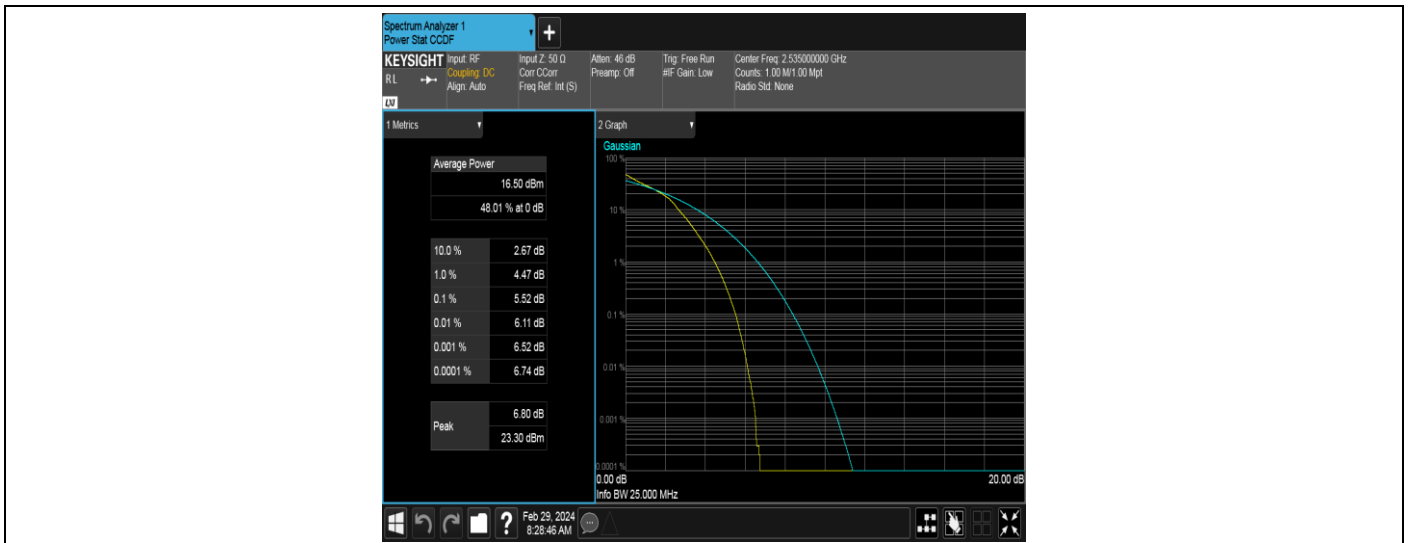 Spectrum Analyzer 1
Power Stat CCDF
+
KEYSIGHT Input: RF Input Z: 50 Ω Atten: 46 dB Trig: Free Run Center Freq: 2.535000000 GHz
RL Coupling: DC Corr CCorr Preamp: Off #IF Gain: Low Counts: 1.00 M/1.00 Mpt
Align: Auto Freq Ref: Int (S) Radio Std: None
LXI
1 Metrics
Average Power
16.50 dBm
48.01 % at 0 dB
10.0 % 2.67 dB
1.0 % 4.47 dB
0.1 % 5.52 dB
0.01 % 6.11 dB
0.001 % 6.52 dB
0.0001 % 6.74 dB
Peak 6.80 dB
23.30 dBm
2 Graph
Gaussian
100 %
10 %
1 %
0.1 %
0.01 %
0.001 %
0.0001 %
0.00 dB 20.00 dB
Info BW 25.000 MHz
? Feb 29, 2024
8:28:46 AM